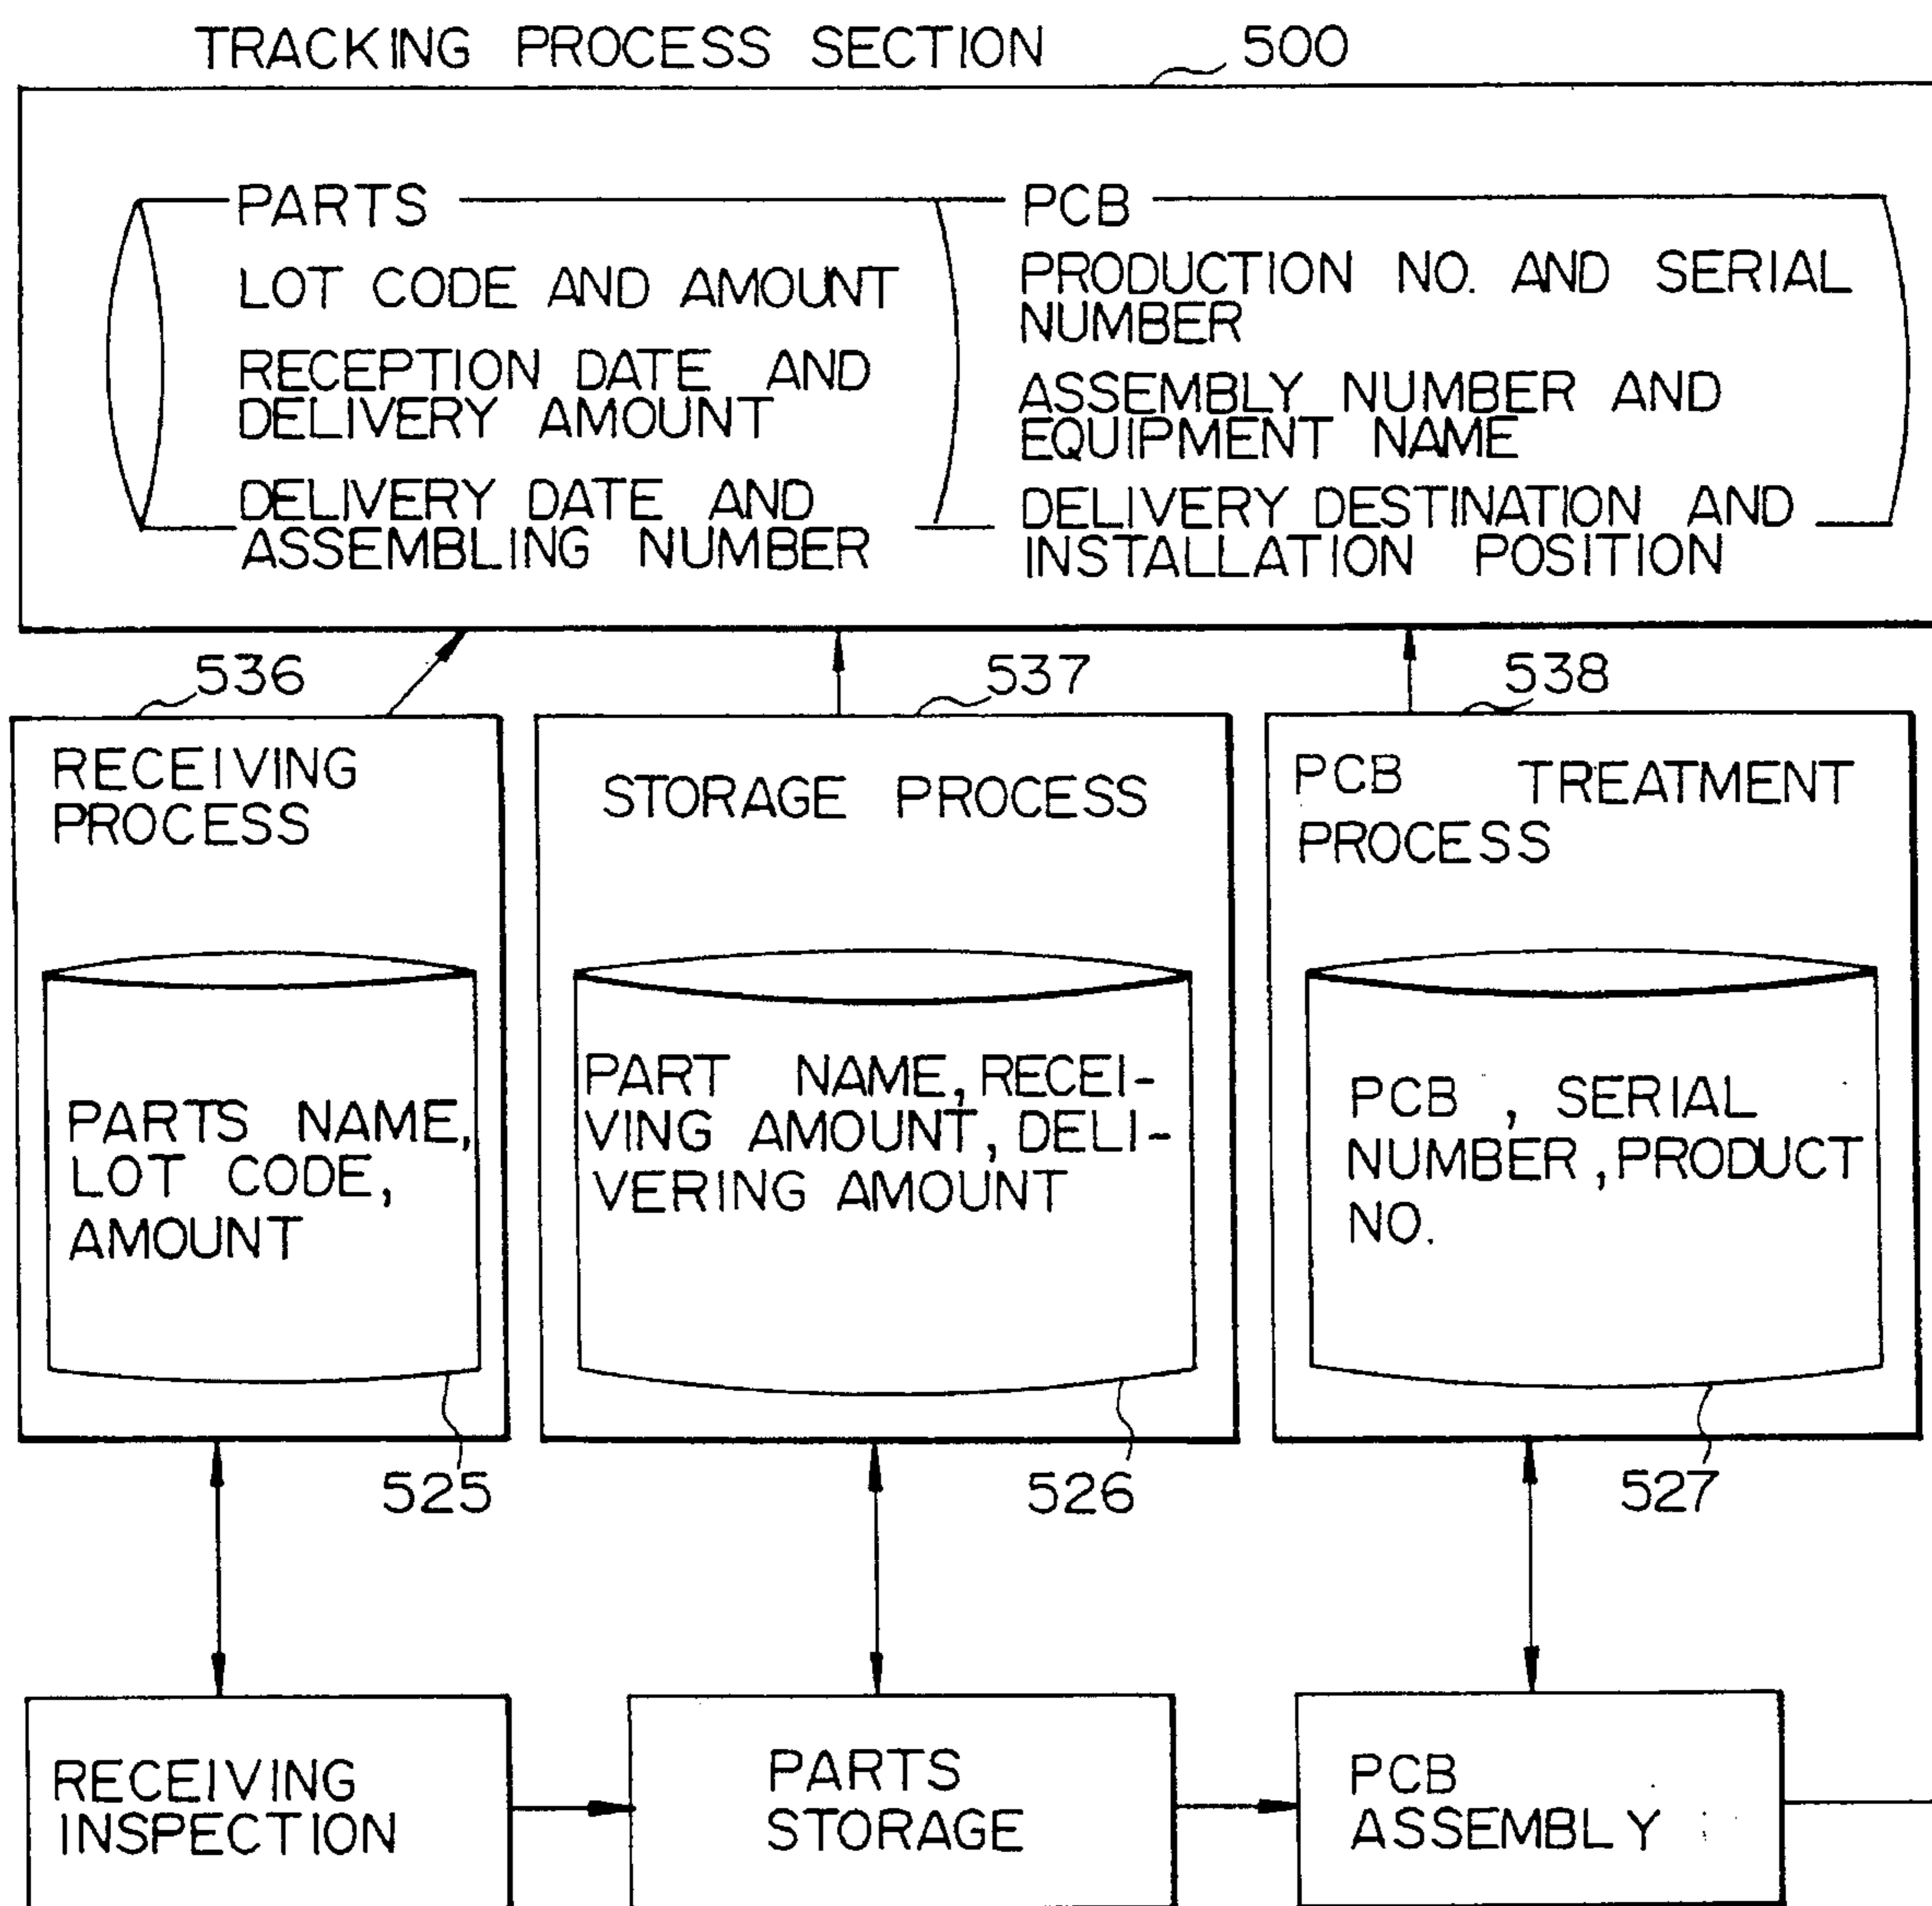 TRACKING PROCESS SECTION 500
PARTS
LOT CODE AND AMOUNT
RECEPTION DATE AND
DELIVERY AMOUNT
DELIVERY DATE AND
ASSEMBLING NUMBER
PCB
PRODUCTION NO. AND SERIAL
NUMBER
ASSEMBLY NUMBER AND
EQUIPMENT NAME
DELIVERY DESTINATION AND
INSTALLATION POSITION
536
RECEIVING
PROCESS
PARTS NAME,
LOT CODE,
AMOUNT
525
537
STORAGE PROCESS
PART NAME, RECEI-
VING AMOUNT, DELI-
VERING AMOUNT
526
538
PCB TREATMENT
PROCESS
PCB , SERIAL
NUMBER, PRODUCT
NO.
527
RECEIVING
INSPECTION
PARTS
STORAGE
PCB
ASSEMBLY